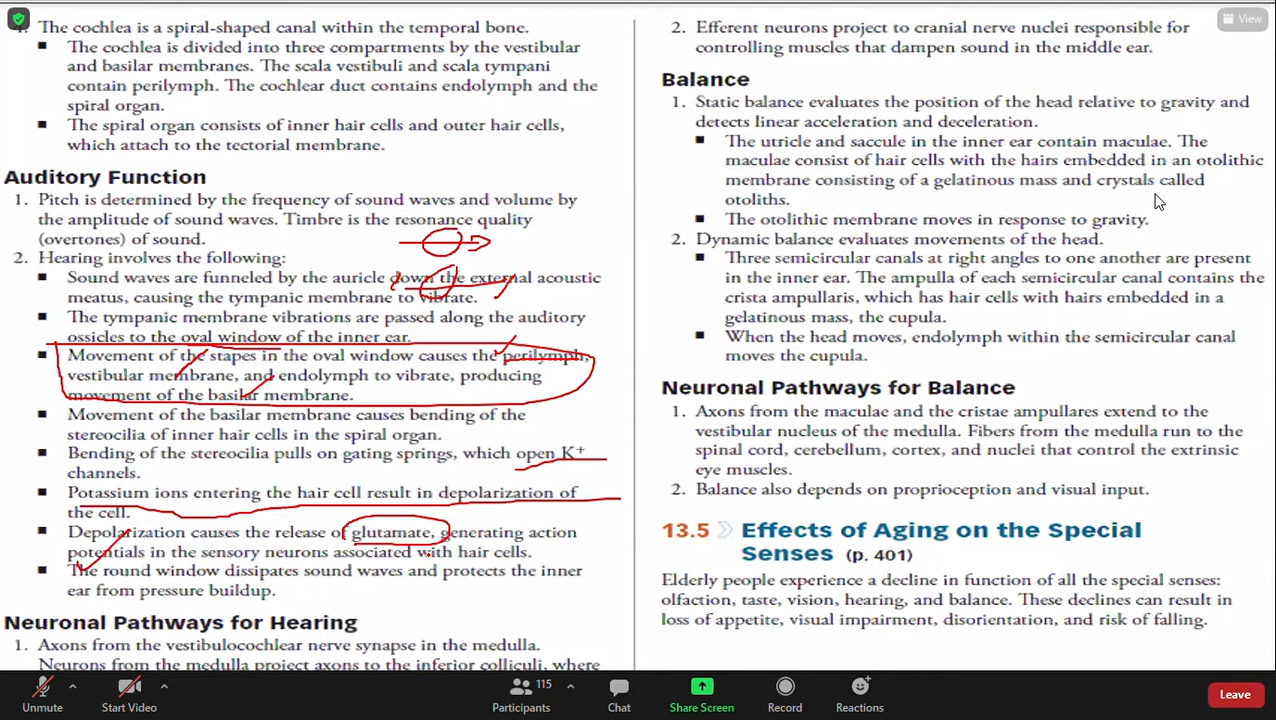 View
1. The cochlea is a spiral-shaped canal within the temporal bone.
■ The cochlea is divided into three compartments by the vestibular
and basilar membranes. The scala vestibuli and scala tympani
contain perilymph. The cochlear duct contains endolymph and the
spiral organ.
■ The spiral organ consists of inner hair cells and outer hair cells,
which attach to the tectorial membrane.
Auditory Function
1. Pitch is determined by the frequency of sound waves and volume by
the amplitude of sound waves. Timbre is the resonance quality
(overtones) of sound.
2. Hearing involves the following:
■ Sound waves are funneled by the auricle down the external acoustic
meatus, causing the tympanic membrane to vibrate.
■ The tympanic membrane vibrations are passed along the auditory
ossicles to the oval window of the inner ear.
■ Movement of the stapes in the oval window causes the perilymph,
vestibular membrane, and endolymph to vibrate, producing
movement of the basilar membrane.
■ Movement of the basilar membrane causes bending of the
stereocilia of inner hair cells in the spiral organ.
■ Bending of the stereocilia pulls on gating springs, which open K+
channels.
■ Potassium ions entering the hair cell result in depolarization of
the cell.
■ Depolarization causes the release of glutamate, generating action
potentials in the sensory neurons associated with hair cells.
■ The round window dissipates sound waves and protects the inner
ear from pressure buildup.
Neuronal Pathways for Hearing
1. Axons from the vestibulocochlear nerve synapse in the medulla.
Neurons from the medulla project axons to the inferior colliculi, where
2. Efferent neurons project to cranial nerve nuclei responsible for
controlling muscles that dampen sound in the middle ear.
Balance
1. Static balance evaluates the position of the head relative to gravity and
detects linear acceleration and deceleration.
■ The utricle and saccule in the inner ear contain maculae. The
maculae consist of hair cells with the hairs embedded in an otolithic
membrane consisting of a gelatinous mass and crystals called
otoliths.
■ The otolithic membrane moves in response to gravity.
2. Dynamic balance evaluates movements of the head.
■ Three semicircular canals at right angles to one another are present
in the inner ear. The ampulla of each semicircular canal contains the
crista ampullaris, which has hair cells with hairs embedded in a
gelatinous mass, the cupula.
■ When the head moves, endolymph within the semicircular canal
moves the cupula.
Neuronal Pathways for Balance
1. Axons from the maculae and the cristae ampullares extend to the
vestibular nucleus of the medulla. Fibers from the medulla run to the
spinal cord, cerebellum, cortex, and nuclei that control the extrinsic
eye muscles.
2. Balance also depends on proprioception and visual input.
13.5 Effects of Aging on the Special
Senses (p. 401)
Elderly people experience a decline in function of all the special senses:
olfaction, taste, vision, hearing, and balance. These declines can result in
loss of appetite, visual impairment, disorientation, and risk of falling.
Unmute
Start Video
115
Participants
Chat
Share Screen
Record
Reactions
Leave